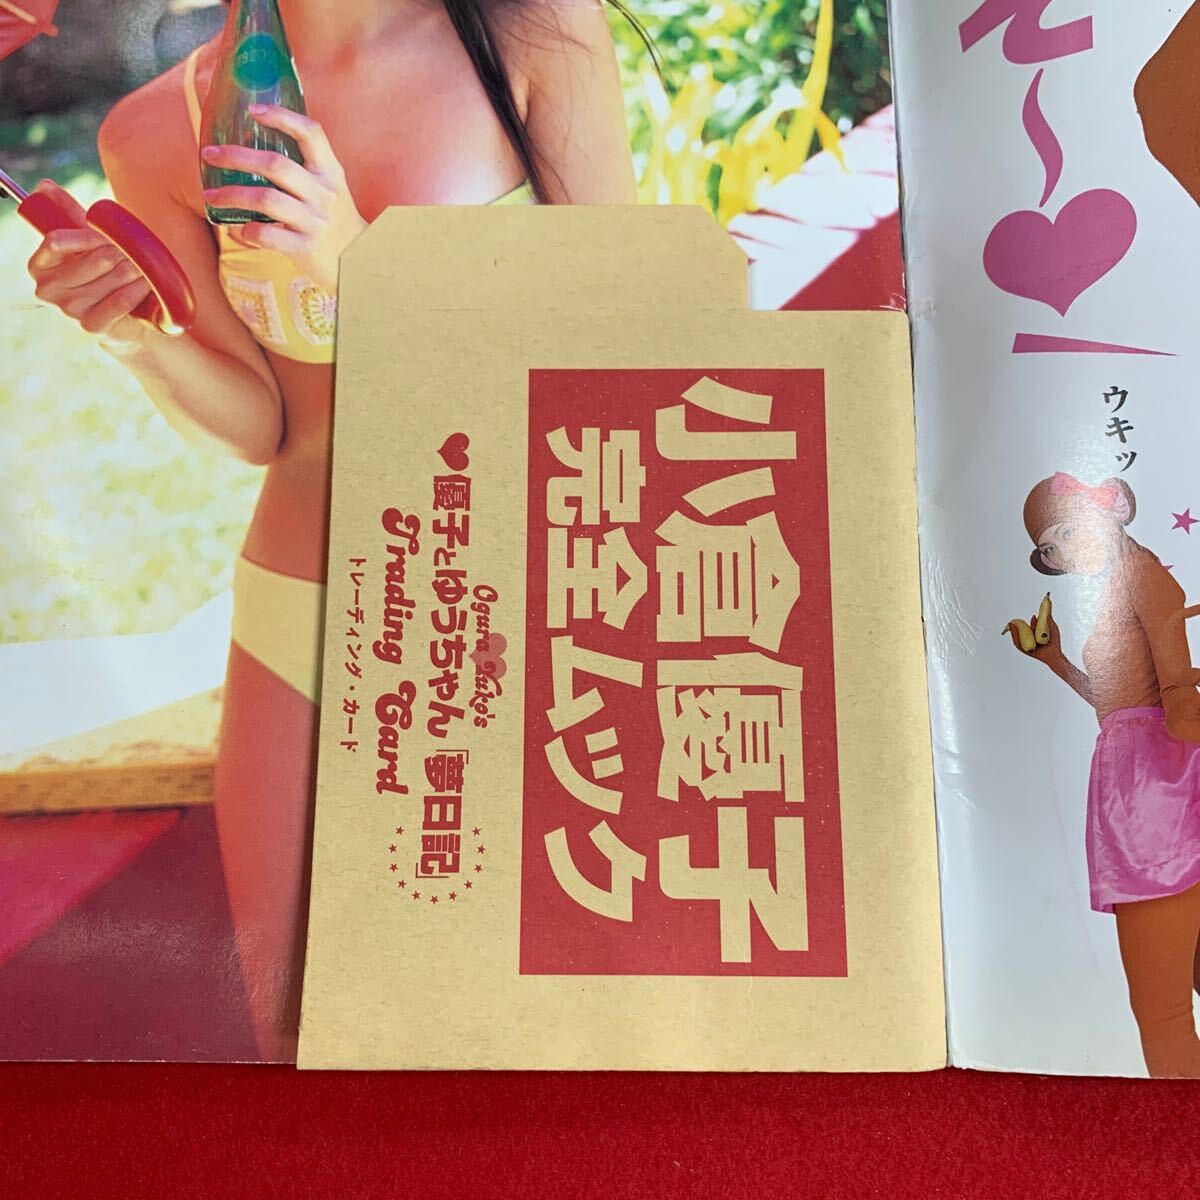 小倉優子
完全ムック
♥優子とゆうちゃん「夢日記」
Ogura Yuko's
Trading Card
トレーディング・カード
そ〜♥!
ウキッ